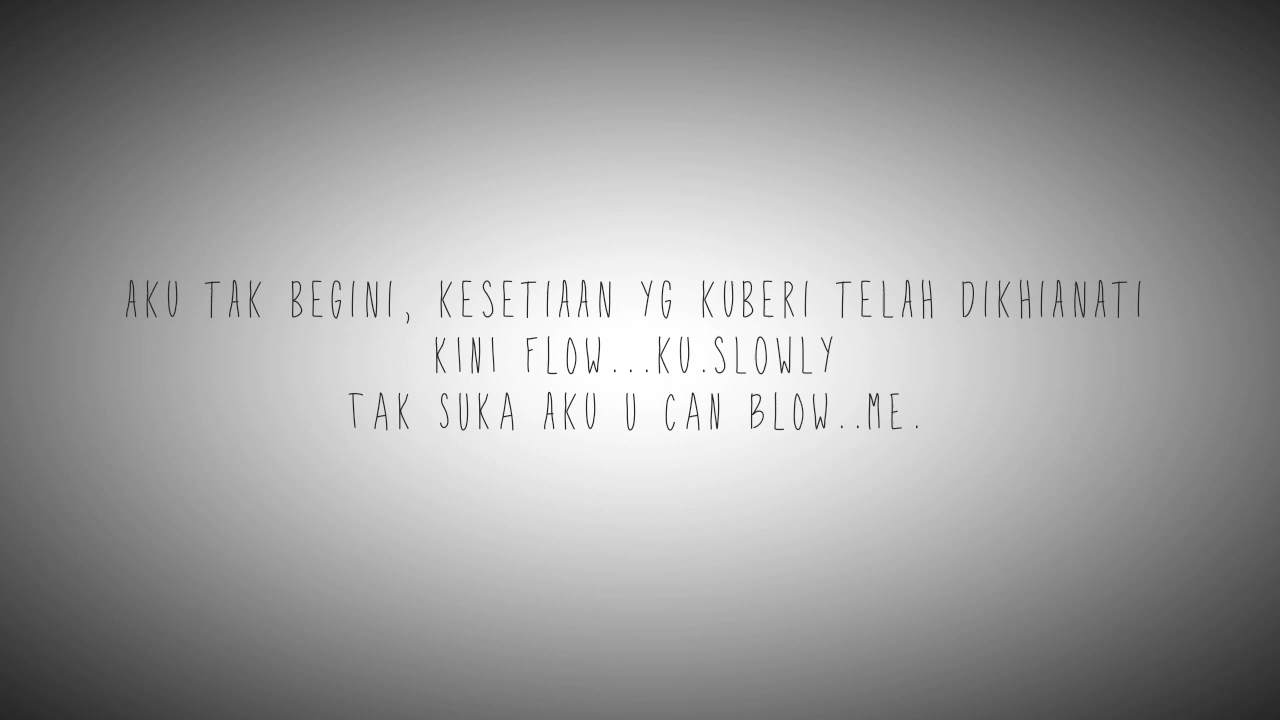 AKU TAK BEGINI, KESETIAAN YG KUBERI TELAH DIKHIANATI
KINI FLOW...KU.SLOWLY
TAK SUKA AKU U CAN BLOW..ME.